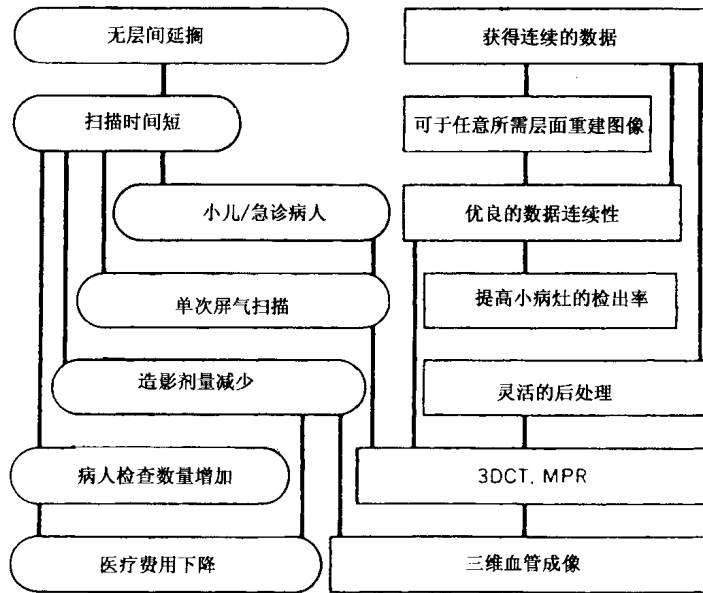 无层间延搁
获得连续的数据
扫描时间短
可于任意所需层面重建图像
小儿/急诊病人
优良的数据连续性
单次屏气扫描
提高小病灶的检出率
造影剂量减少
灵活的后处理
病人检查数量增加
3DCT, MPR
医疗费用下降
三维血管成像